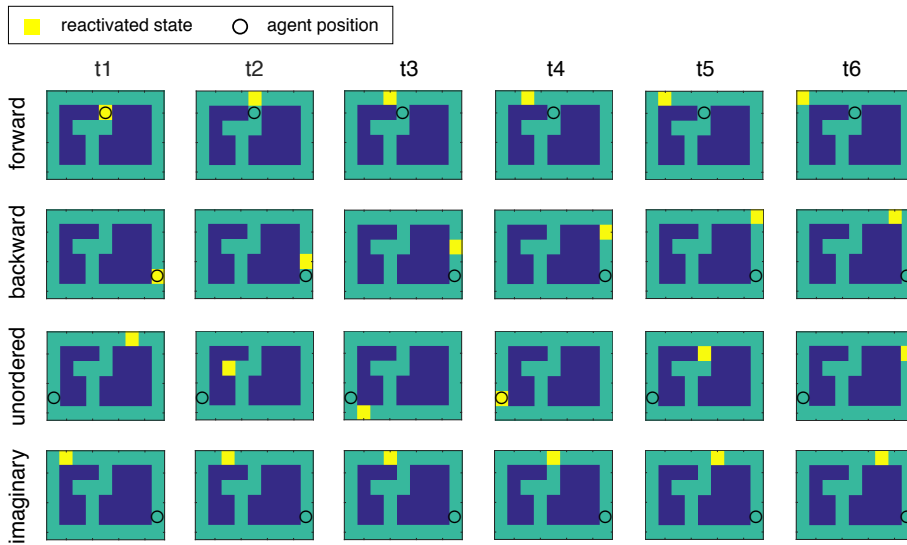 reactivated state agent position
t1 t2 t3 t4 t5 t6
forward
backward
unordered
imaginary